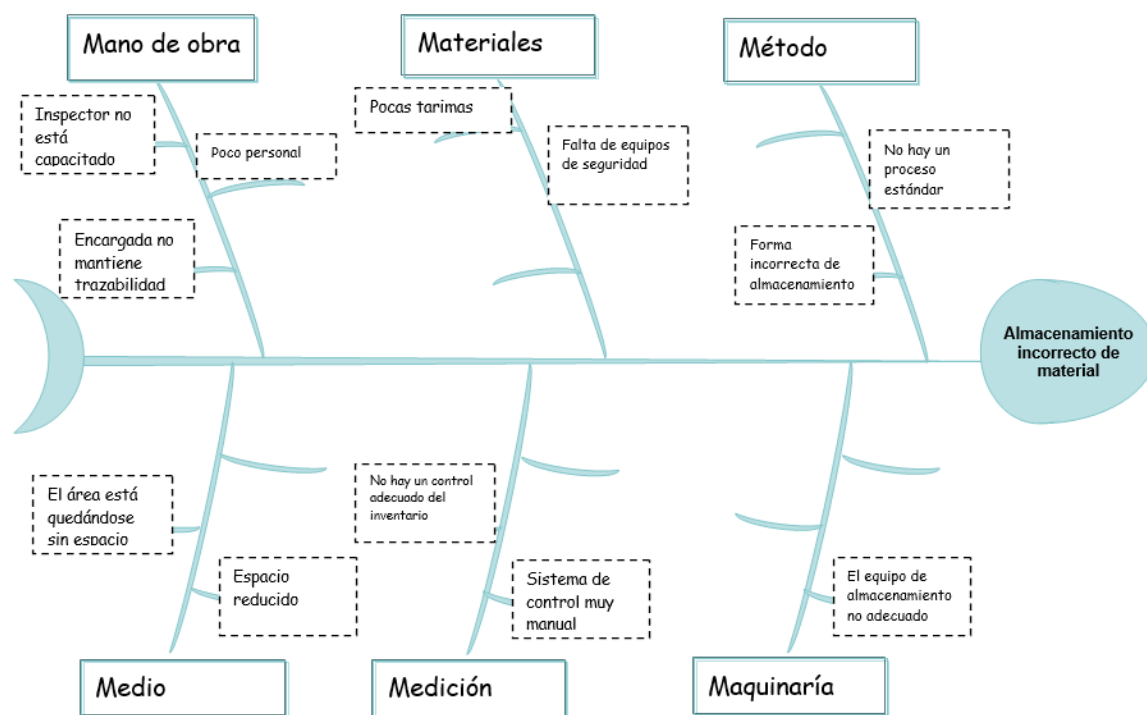 Mano de obra
Materiales
Método
Inspector no
está
capacitado
Poco personal
Encargada no
mantiene
trazabilidad
Pocas tarimas
Falta de equipos
de seguridad
No hay un
proceso
estándar
Forma
incorrecta de
almacenamiento
Almacenamiento
incorrecto de
material
El área está
quedándose
sin espacio
Espacio
reducido
No hay un control
adecuado del
inventario
Sistema de
control muy
manual
El equipo de
almacenamiento
no adecuado
Medio
Medición
Maquinaría